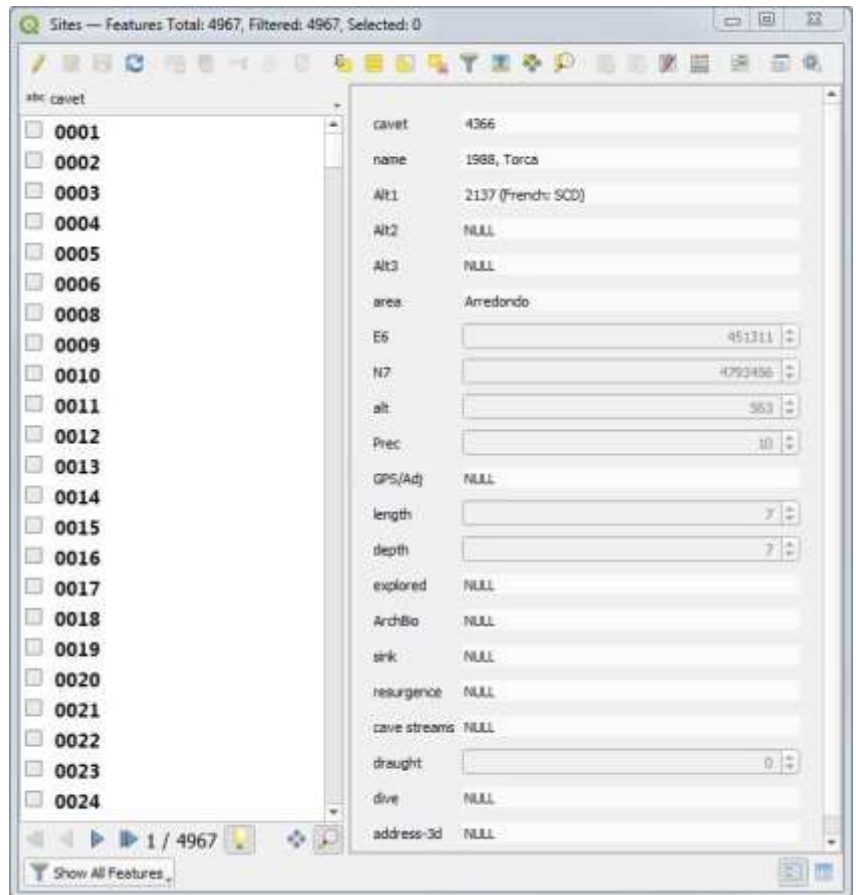 Sites — Features Total: 4967, Filtered: 4967, Selected: 0
abc cavet
0001
0002
0003
0004
0005
0006
0008
0009
0010
0011
0012
0013
0014
0015
0016
0017
0018
0019
0020
0021
0022
0023
0024
1 / 4967
Show All Features
cavet 4366
name 1988, Torca
Alt1 2137 (French: SCD)
Alt2 NULL
Alt3 NULL
area Arredondo
E6 451311
N7 4793456
alt 563
Prec 10
GPS/Adj NULL
length 7
depth 7
explored NULL
ArchBio NULL
sink NULL
resurgence NULL
cave streams NULL
draught 0
dive NULL
address-3d NULL